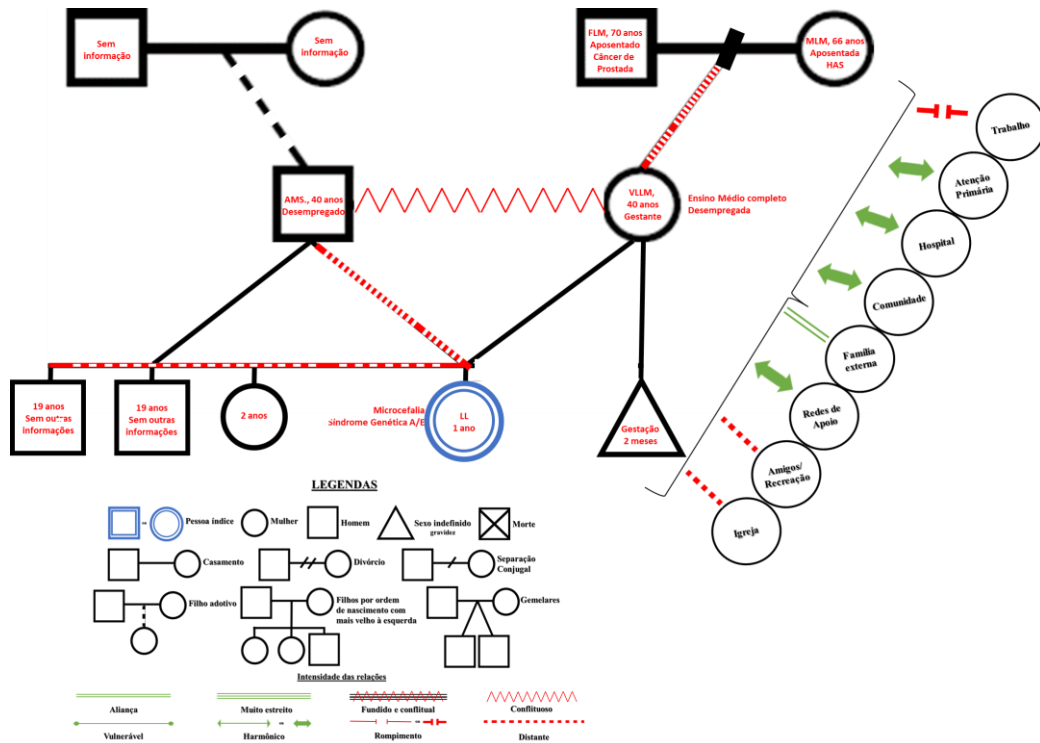 Sem
informação
Sem
informação
FLM, 70 anos
Aposentado
Câncer de
Prostada
MLM, 66 anos
Aposentada
HAS
Trabalho
Atenção
Primária
Hospital
Comunidade
Família
externa
Redes de
Apoio
Amigos/
Recreação
Igreja
AMS., 40 anos
Desempregado
VLLM,
40 anos
Gestante
Ensino Médio completo
Desempregada
19 anos
Sem outras
informações
19 anos
Sem outras
informações
2 anos
Microcefalia
Síndrome Genética A/E
LL
1 ano
Gestação
2 meses
LEGENDAS
Pessoa índice
Mulher
Homem
Sexo indefinido
gravidez
Morte
Casamento
Divórcio
Separação
Conjugal
Filho adotivo
Filhos por ordem
de nascimento com
mais velho à esquerda
Gemelares
Intensidade das relações
Aliança
Muito estreito
Fundido e conflitual
Conflituoso
Vulnerável
Harmônico
Rompimento
Distante